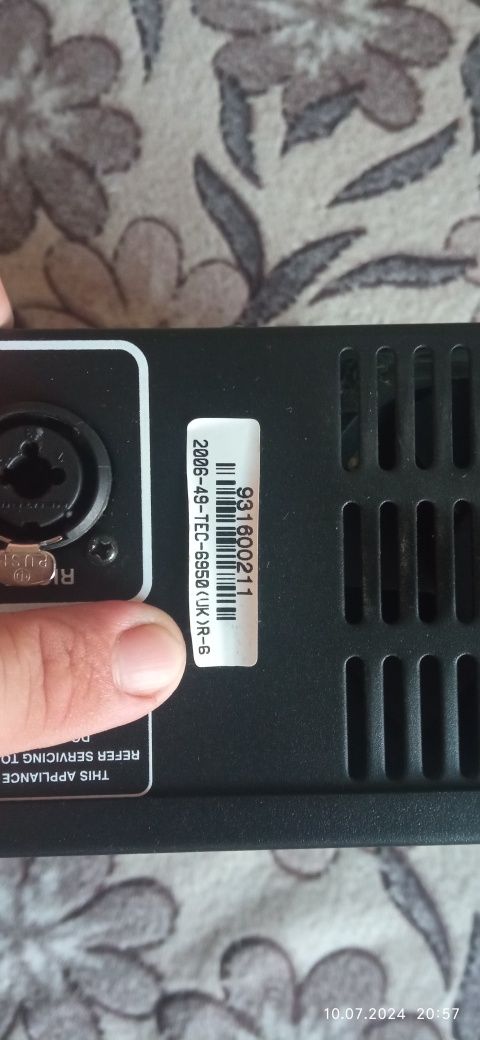 931600211
2006-49-TEC-6950(UK)R-6
PUSH
THIS APPLIANCE
REFER SERVICING TO
10.07.2024 20:57